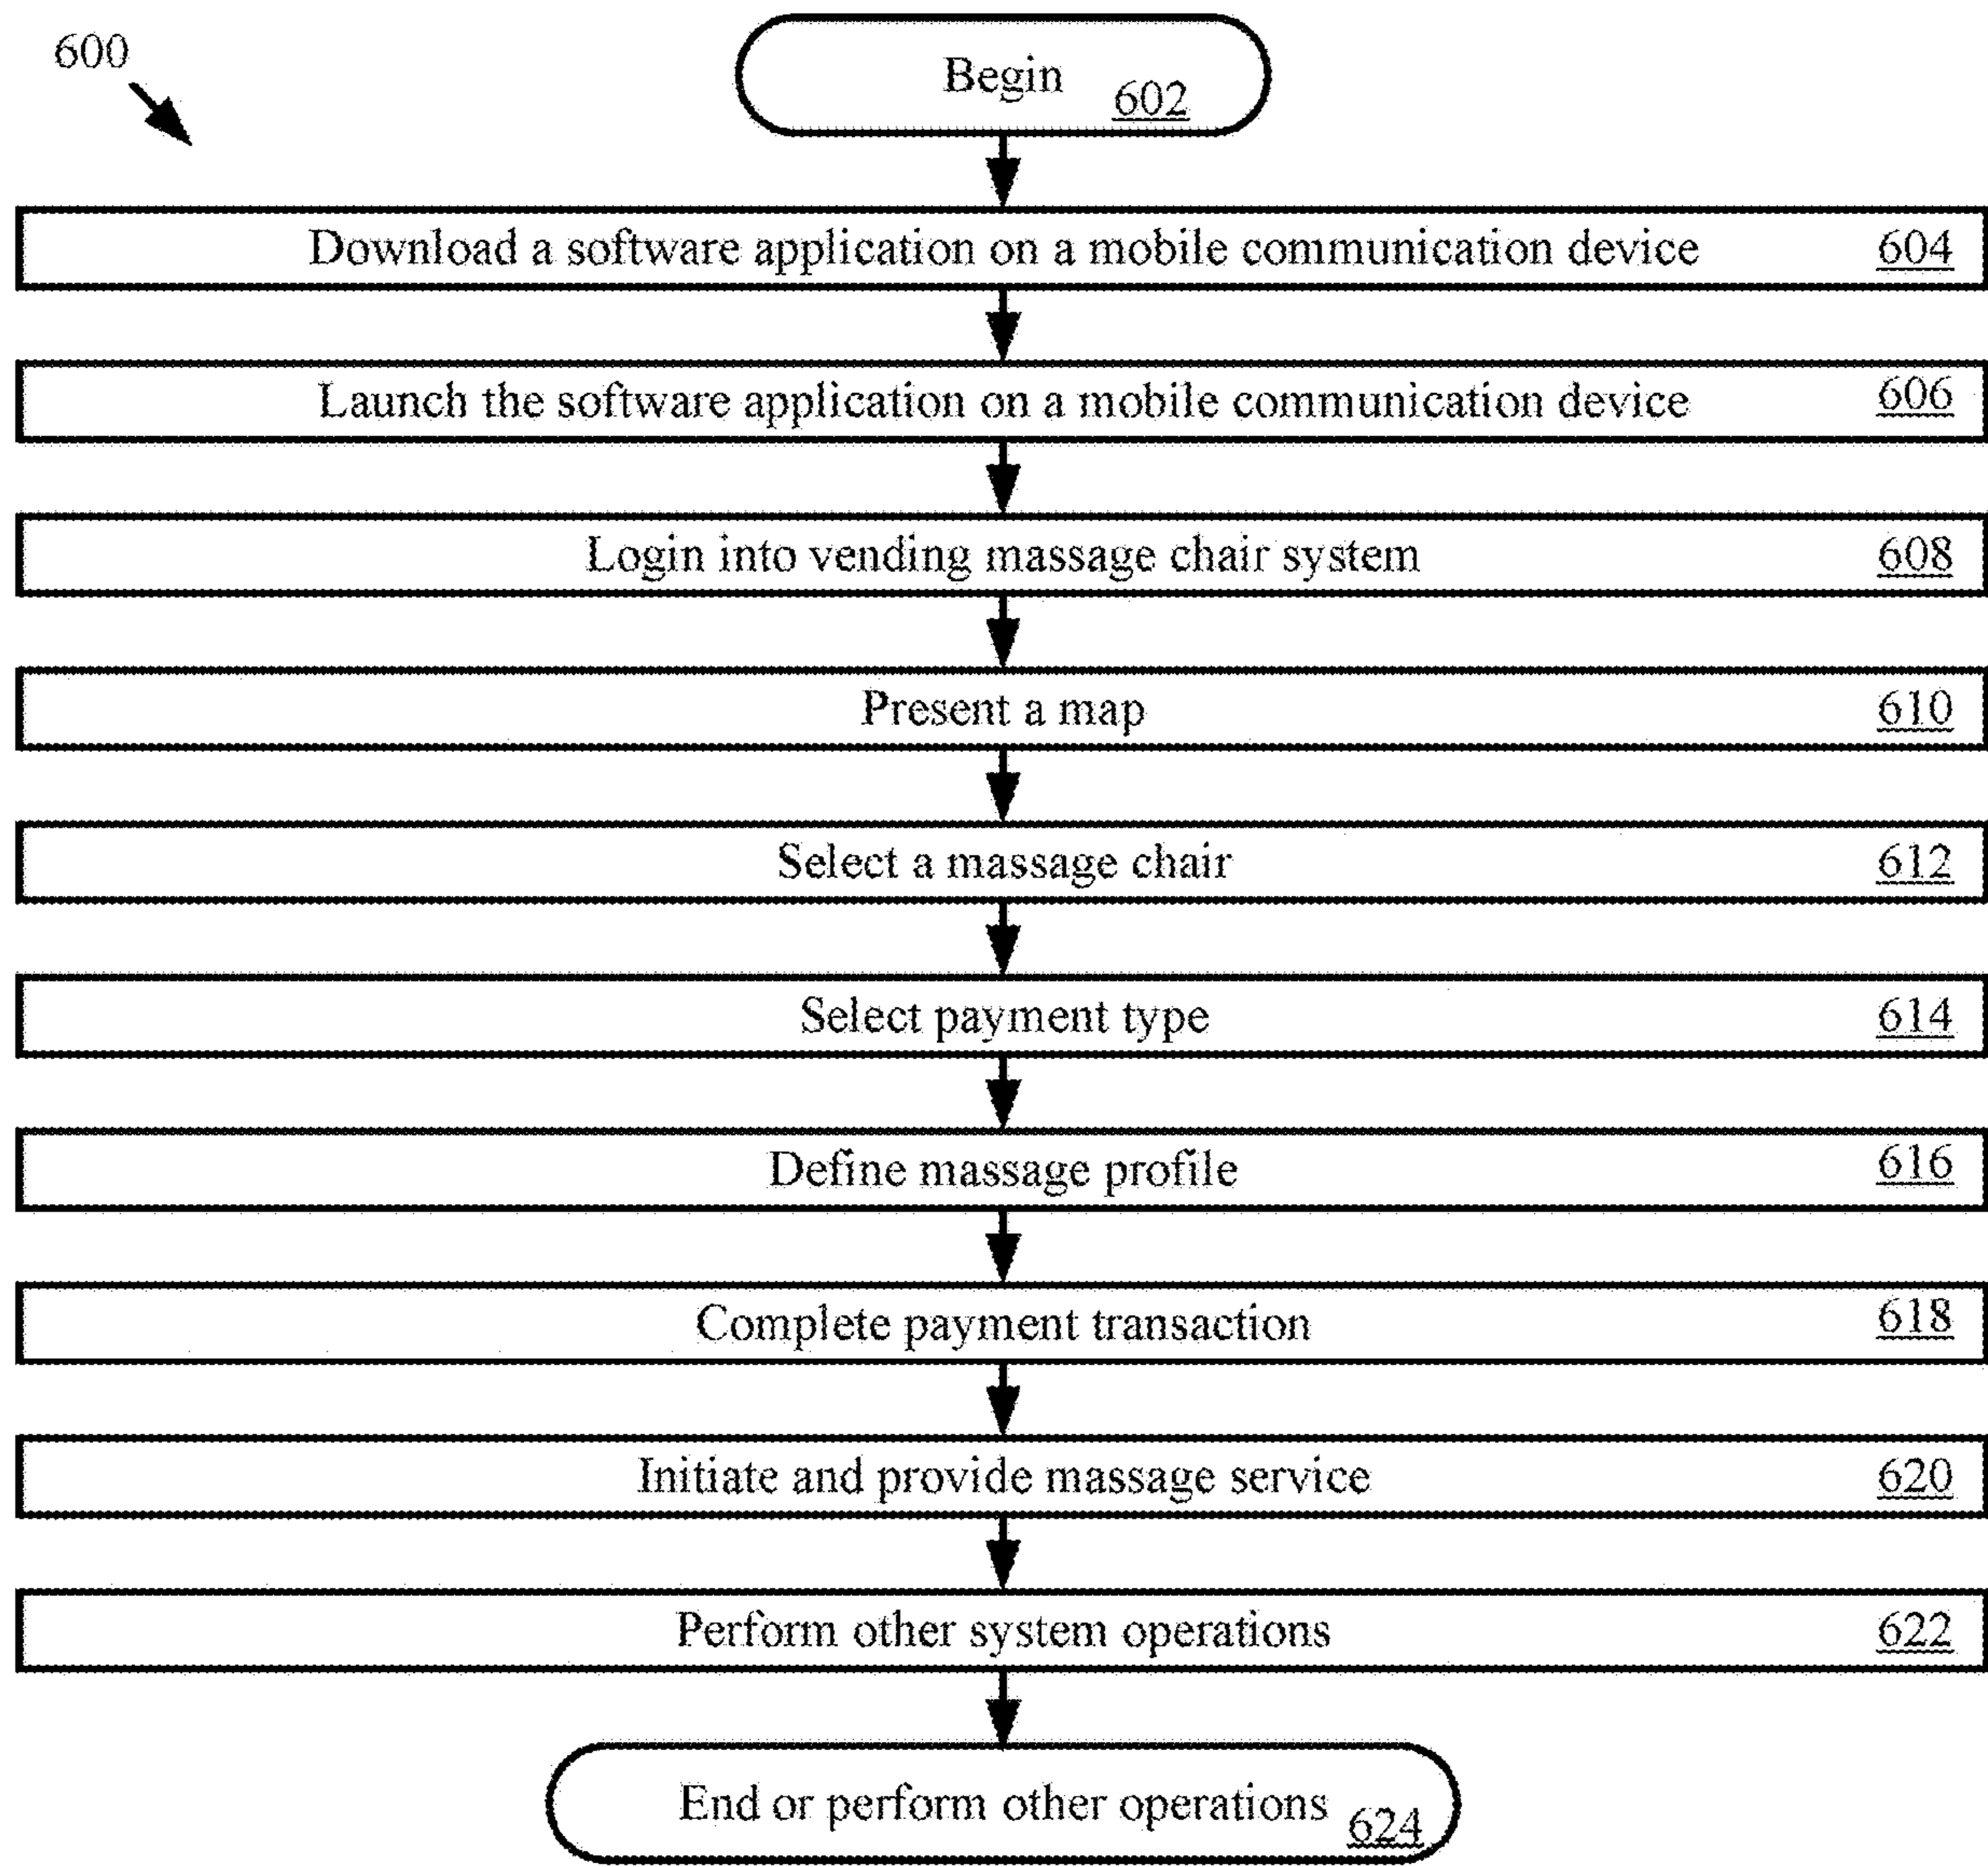 600
Begin 602
Download a software application on a mobile communication device 604
Launch the software application on a mobile communication device 606
Login into vending massage chair system 608
Present a map 610
Select a massage chair 612
Select payment type 614
Define massage profile 616
Complete payment transaction 618
Initiate and provide massage service 620
Perform other system operations 622
End or perform other operations 624